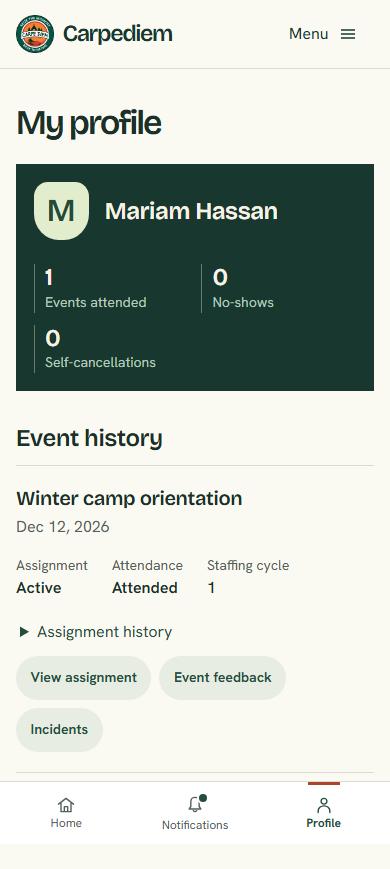 CARPE DIEM
Carpediem
Menu
My profile
M
Mariam Hassan
1
Events attended
0
No-shows
0
Self-cancellations
Event history
Winter camp orientation
Dec 12, 2026
Assignment Attendance Staffing cycle
Active Attended 1
Assignment history
View assignment Event feedback
Incidents
Home Notifications Profile